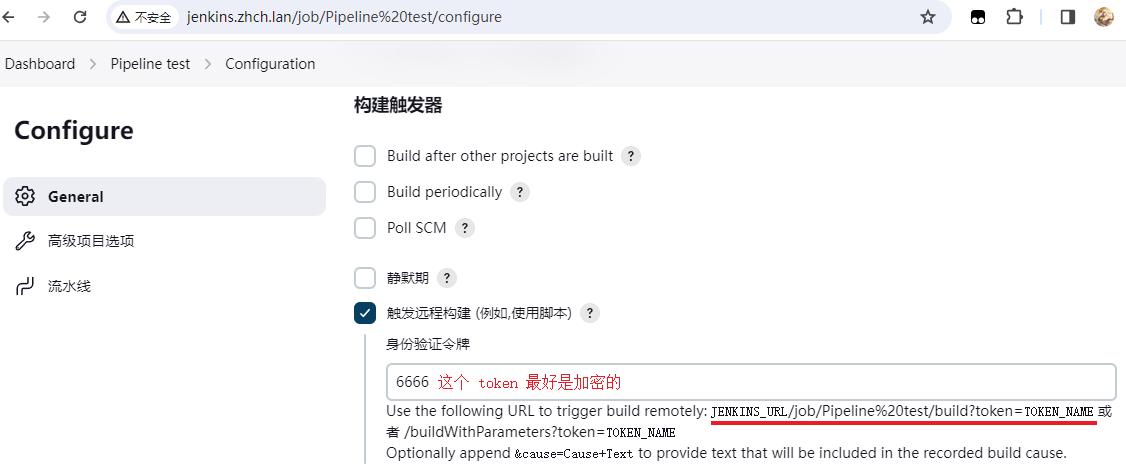 不安全 jenkins.zhch.lan/job/Pipeline%20test/configure
Dashboard > Pipeline test > Configuration
Configure
General
高级项目选项
流水线
构建触发器
Build after other projects are built ?
Build periodically ?
Poll SCM ?
静默期 ?
触发远程构建 (例如,使用脚本) ?
身份验证令牌
6666 这个 token 最好是加密的
Use the following URL to trigger build remotely: JENKINS_URL/job/Pipeline%20test/build?token=TOKEN_NAME 或
者 /buildWithParameters?token=TOKEN_NAME
Optionally append &cause=Cause+Text to provide text that will be included in the recorded build cause.